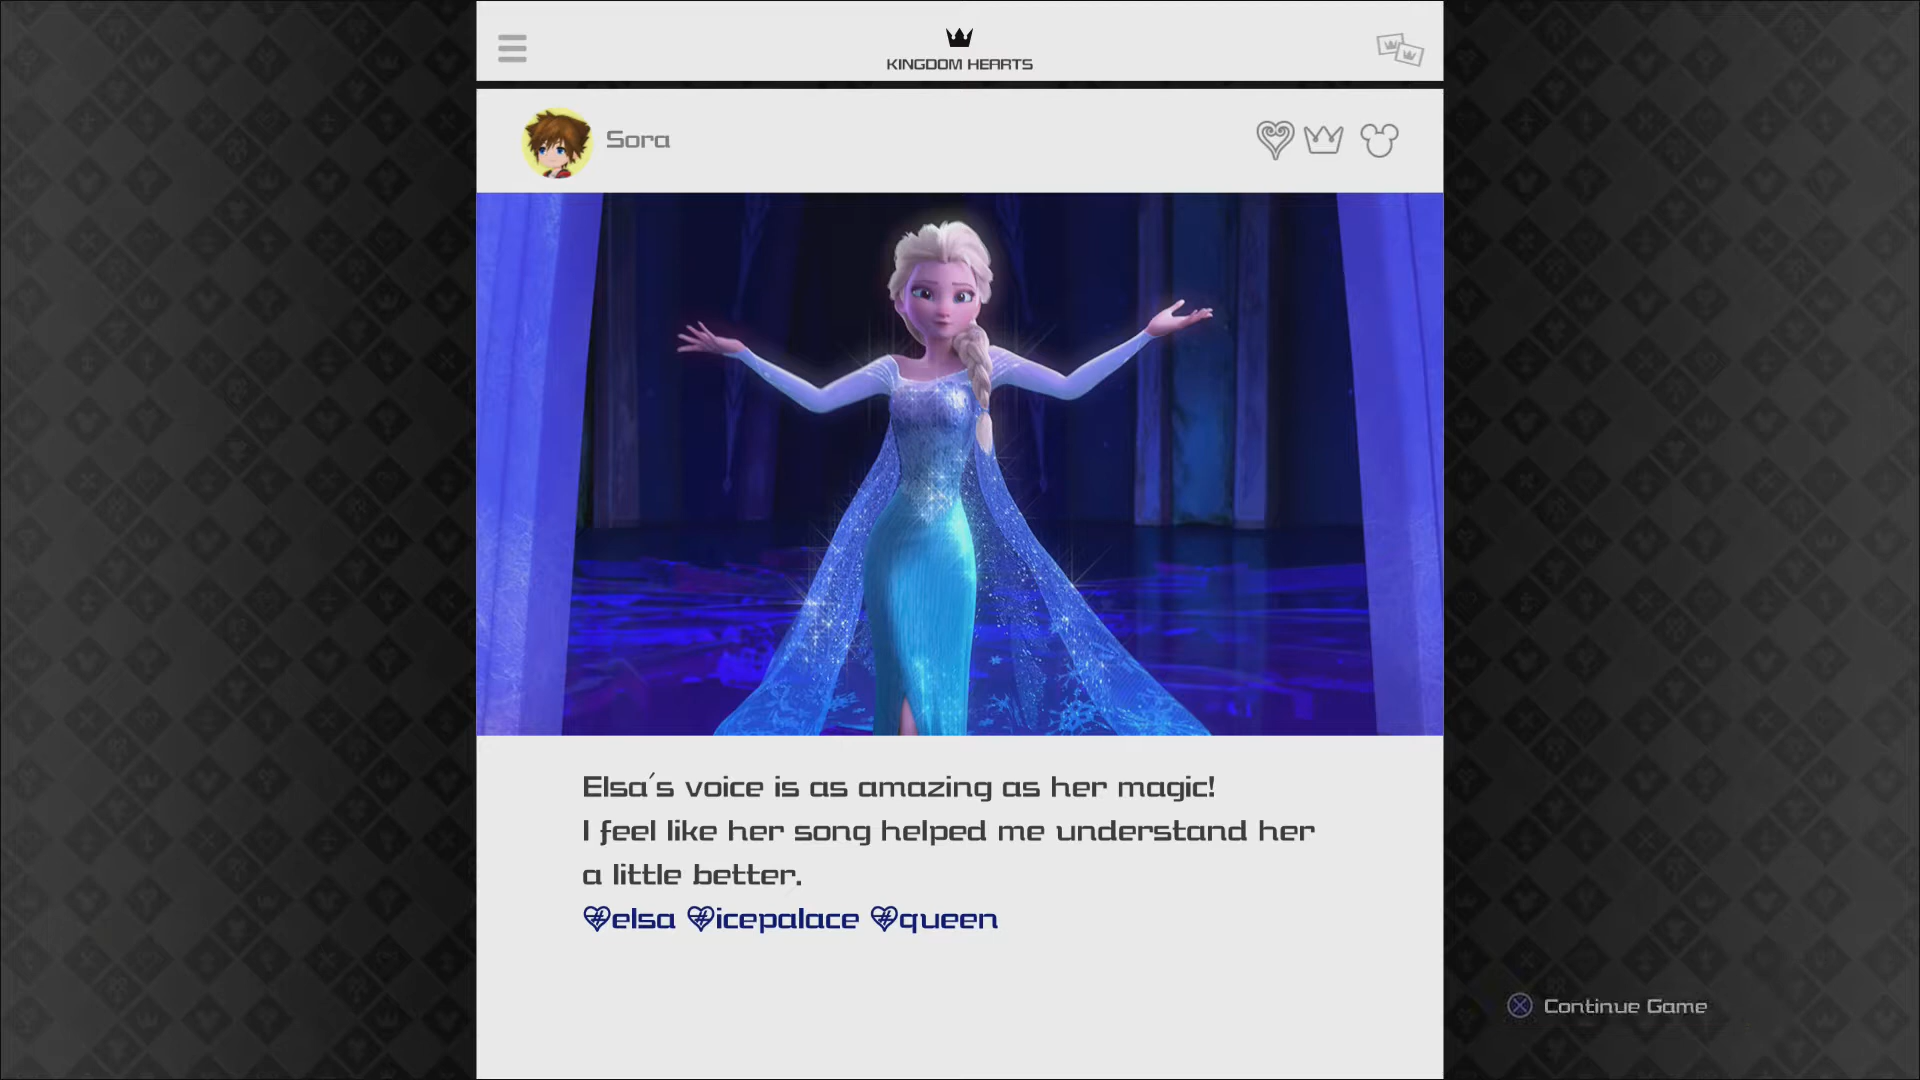 KINGDOM HEARTS
Sora
Elsa's voice is as amazing as her magic!
I feel like her song helped me understand her
a little better.
#elsa #icepalace #queen
Continue Game